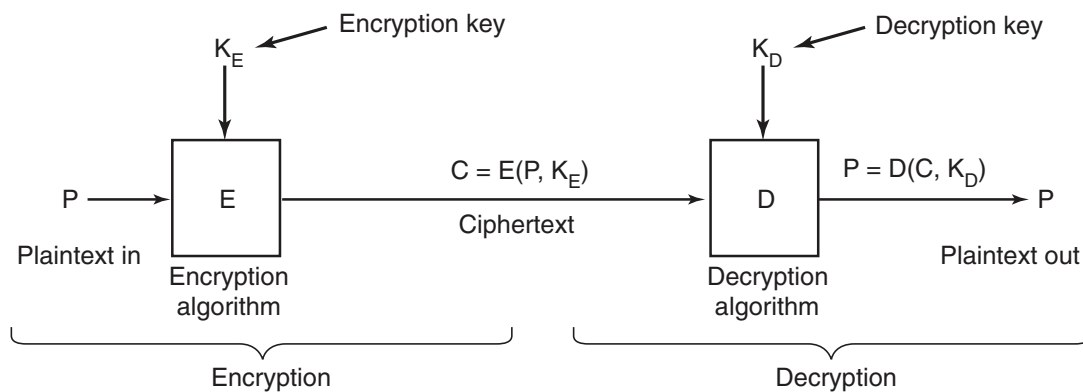 Encryption key
Decryption key
K_E
K_D
C = E(P, K_E)
P = D(C, K_D)
P
E
D
P
Ciphertext
Plaintext in
Plaintext out
Encryption
algorithm
Decryption
algorithm
Encryption
Decryption